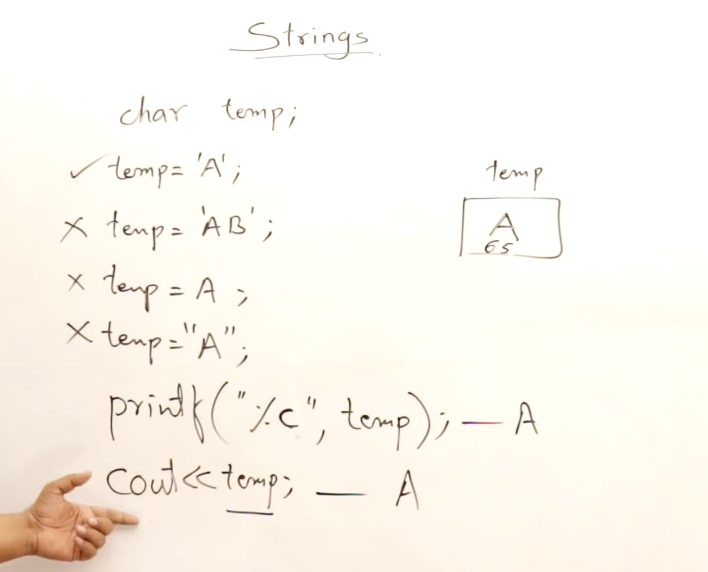 Strings
char temp;
✓ temp= 'A';
temp
× temp= 'AB';
A
65
× temp = A ;
× temp="A";
printf("%c", temp); — A
cout<<temp; — A